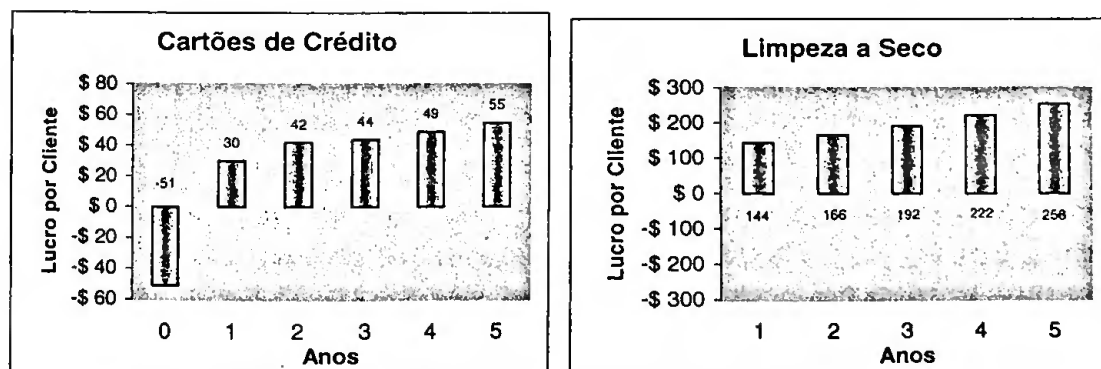 Cartões de Crédito
Lucro por Cliente
$ 80
$ 60
$ 40
$ 20
$ 0
-$ 20
-$ 40
-$ 60
-51
30
42
44
49
55
0 1 2 3 4 5
Anos
Limpeza a Seco
Lucro por Cliente
$ 300
$ 200
$ 100
$ 0
-$ 100
-$ 200
-$ 300
144 166 192 222 256
1 2 3 4 5
Anos